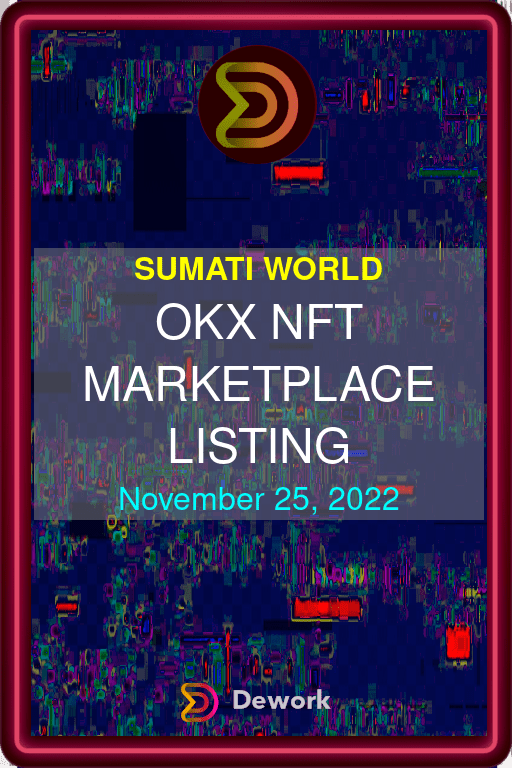 SUMATI WORLD
OKX NFT
MARKETPLACE
LISTING
November 25, 2022
Dework